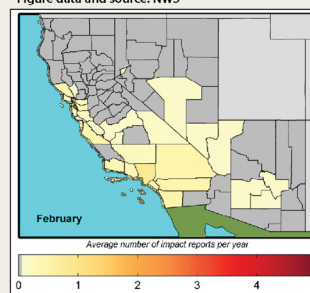 Figure data and source: NWS
February
Average number of impact reports per year
0 1 2 3 4